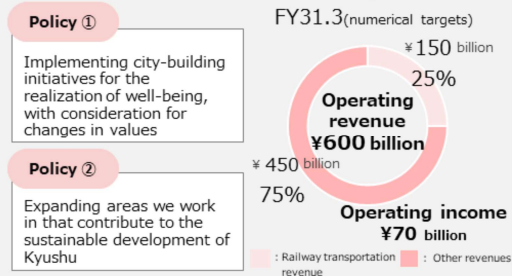 Policy ①
Implementing city-building
initiatives for the
realization of well-being,
with consideration for
changes in values
Policy ②
Expanding areas we work
in that contribute to the
sustainable development of
Kyushu
FY31.3(numerical targets)
¥150 billion
25%
Operating
revenue
¥600 billion
¥ 450 billion
75%
Operating income
¥70 billion
: Railway transportation
revenue
: Other revenues